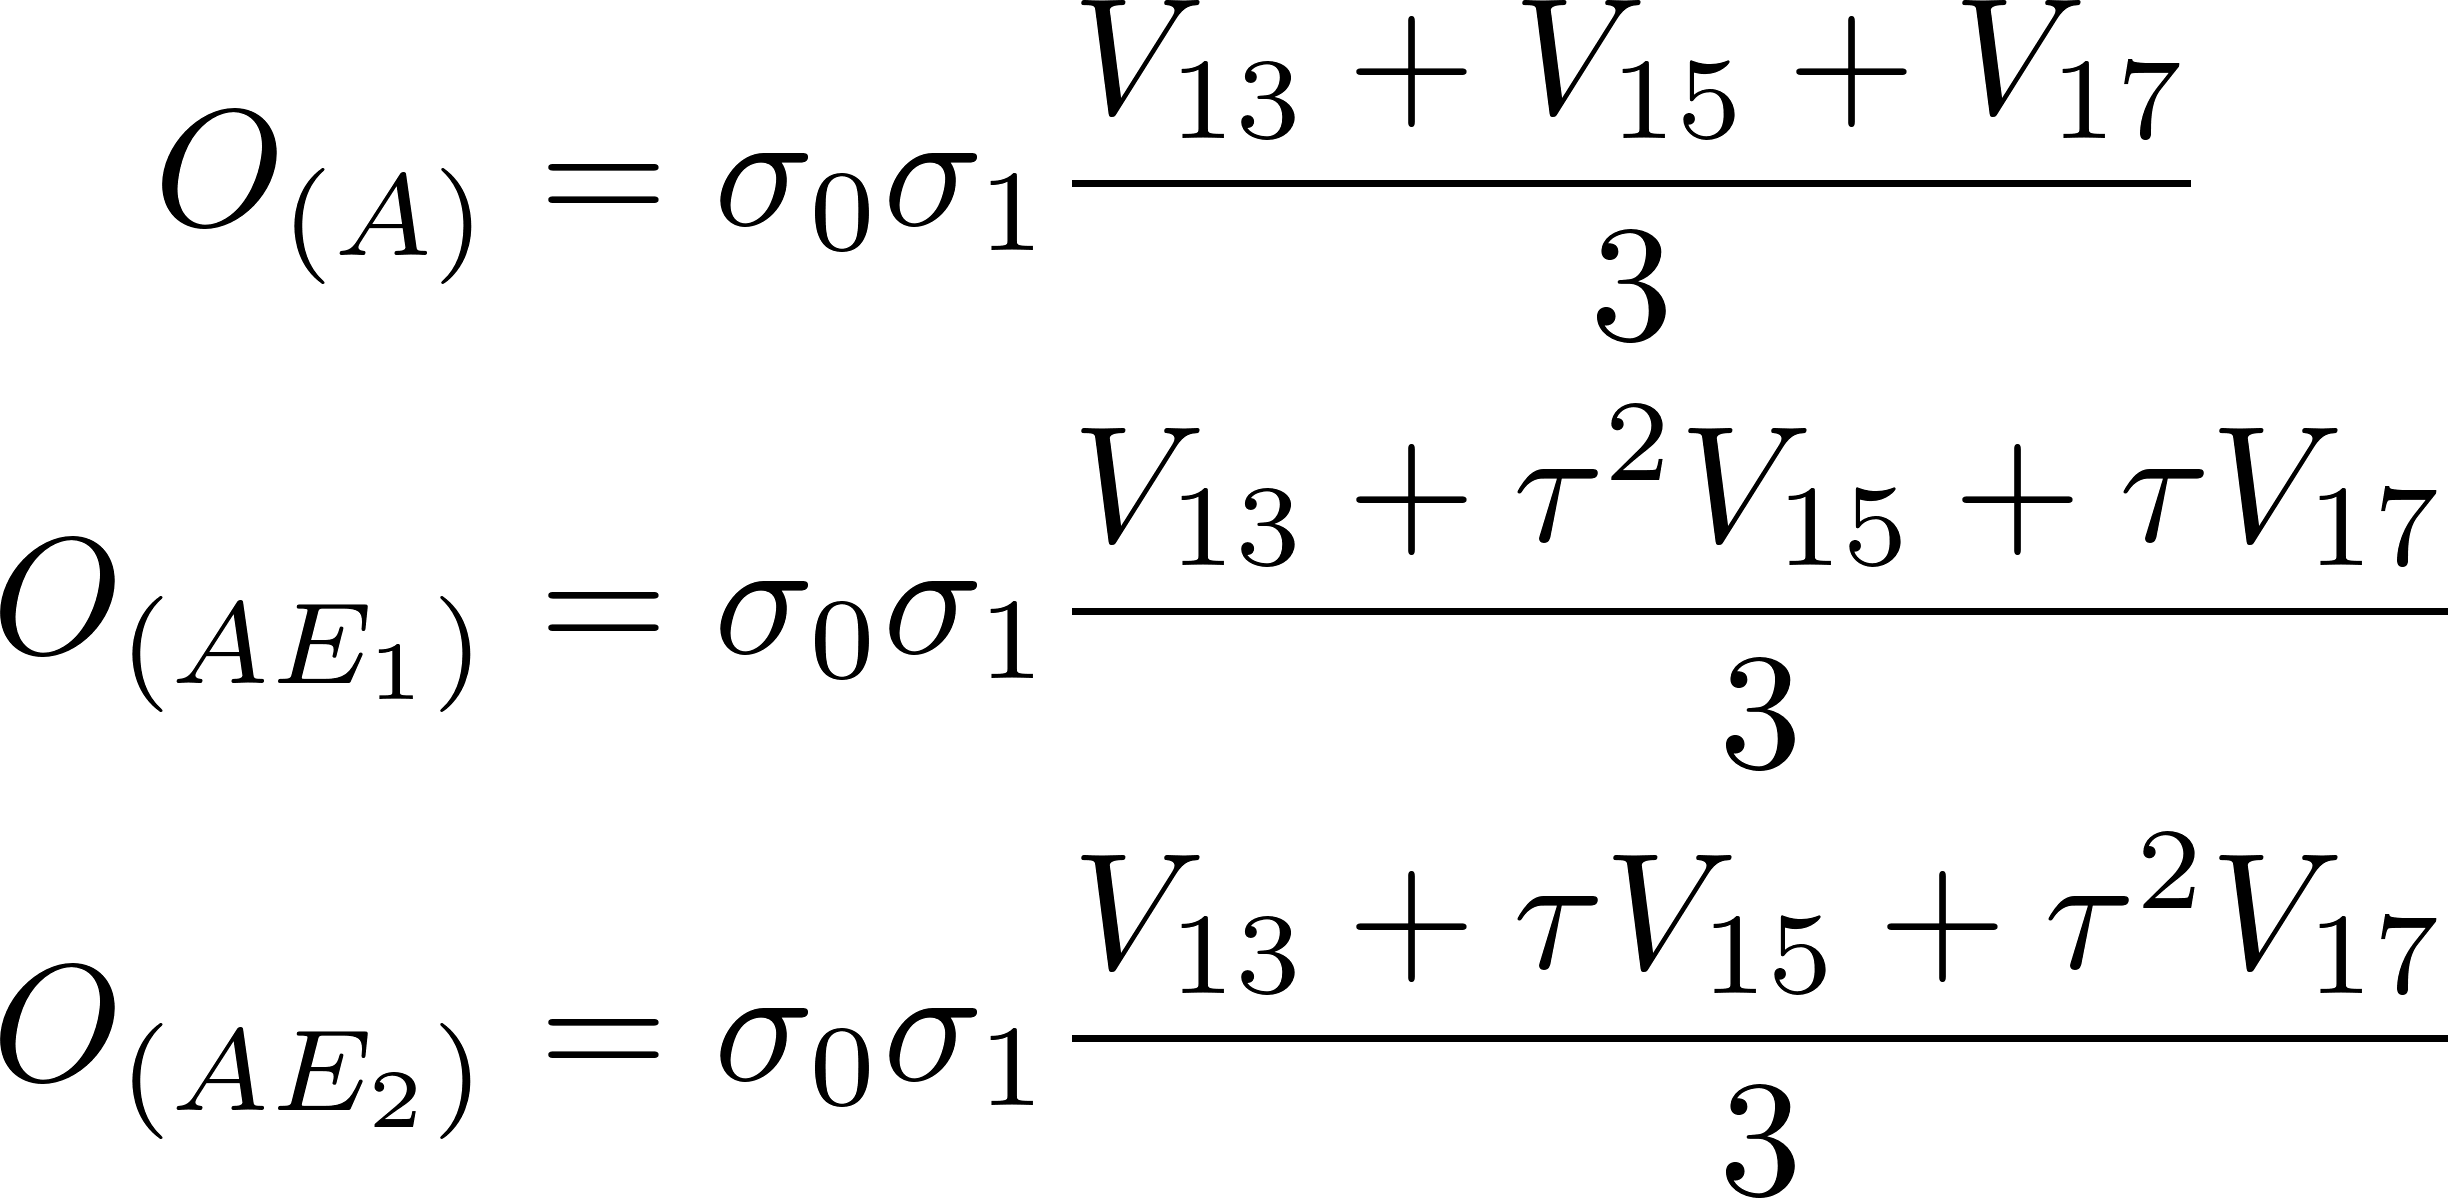 $O_{(A)} = \sigma_0 \sigma_1 \frac{V_{13} + V_{15} + V_{17}}{3}$
$O_{(AE_1)} = \sigma_0 \sigma_1 \frac{V_{13} + \tau^2 V_{15} + \tau V_{17}}{3}$
$O_{(AE_2)} = \sigma_0 \sigma_1 \frac{V_{13} + \tau V_{15} + \tau^2 V_{17}}{3}$